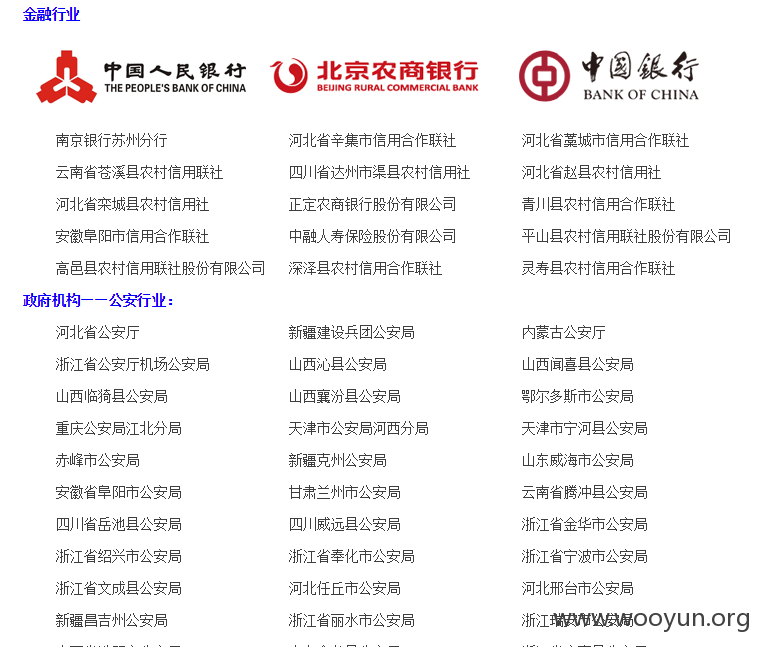 金融行业
中国人民银行 北京农商银行 中国银行
THE PEOPLE'S BANK OF CHINA BEIJING RURAL COMMERCIAL BANK BANK OF CHINA
南京银行苏州分行 河北省辛集市信用合作联社 河北省藁城市信用合作联社
云南省苍溪县农村信用联社 四川省达州市渠县农村信用社 河北省赵县农村信用社
河北省栾城县农村信用社 正定农商银行股份有限公司 青川县农村信用合作联社
安徽阜阳市信用合作联社 中融人寿保险股份有限公司 平山县农村信用联社股份有限公司
高邑县农村信用联社股份有限公司 深泽县农村信用合作联社 灵寿县农村信用合作联社
政府机构——公安行业：
河北省公安厅 新疆建设兵团公安局 内蒙古公安厅
浙江省公安厅机场公安局 山西沁县公安局 山西闻喜县公安局
山西临猗县公安局 山西襄汾县公安局 鄂尔多斯市公安局
重庆公安局江北分局 天津市公安局河西分局 天津市宁河县公安局
赤峰市公安局 新疆克州公安局 山东威海市公安局
安徽省阜阳市公安局 甘肃兰州市公安局 云南省腾冲县公安局
四川省岳池县公安局 四川威远县公安局 浙江省金华市公安局
浙江省绍兴市公安局 浙江省奉化市公安局 浙江省宁波市公安局
浙江省文成县公安局 河北任丘市公安局 河北邢台市公安局
新疆昌吉州公安局 浙江省丽水市公安局 浙江瑞安市公安局
www.wooyun.org